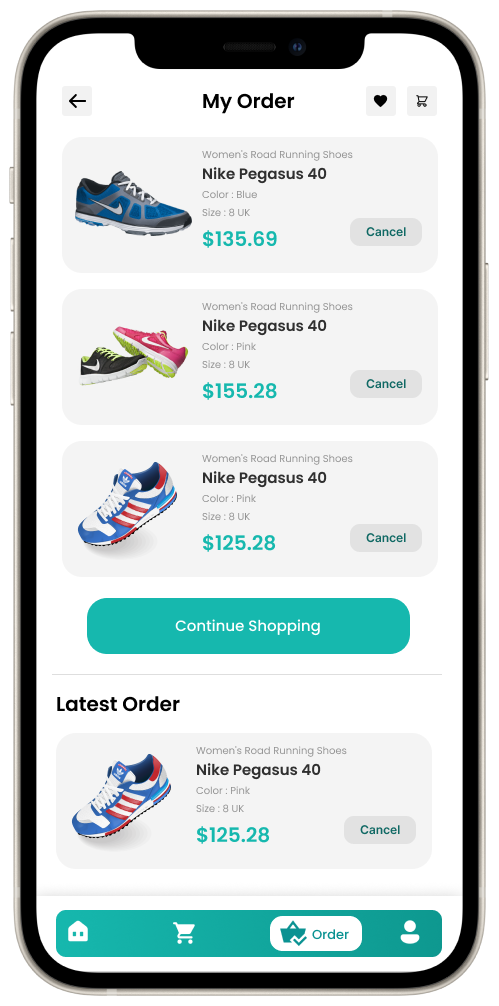 My Order
Women's Road Running Shoes
Nike Pegasus 40
Color : Blue
Size : 8 UK
$135.69
Cancel
Women's Road Running Shoes
Nike Pegasus 40
Color : Pink
Size : 8 UK
$155.28
Cancel
Women's Road Running Shoes
Nike Pegasus 40
Color : Pink
Size : 8 UK
$125.28
Cancel
Continue Shopping
Latest Order
Women's Road Running Shoes
Nike Pegasus 40
Color : Pink
Size : 8 UK
$125.28
Cancel
Order